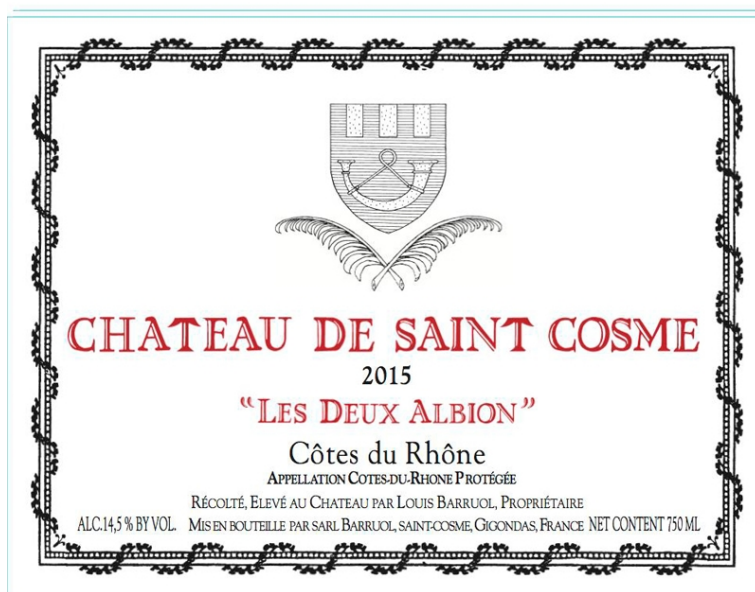 CHATEAU DE SAINT COSME
2015
“LES DEUX ALBION”
Côtes du Rhône
APPELLATION COTES-DU-RHONE PROTÉGÉE
RÉCOLTÉ, ELEVÉ AU CHATEAU PAR LOUIS BARRUOL, PROPRIÉTAIRE
ALC.14,5 % BY VOL. MIS EN BOUTEILLE PAR SARL BARRUOL, SAINT-COSME, GIGONDAS, FRANCE NET CONTENT 750 ML